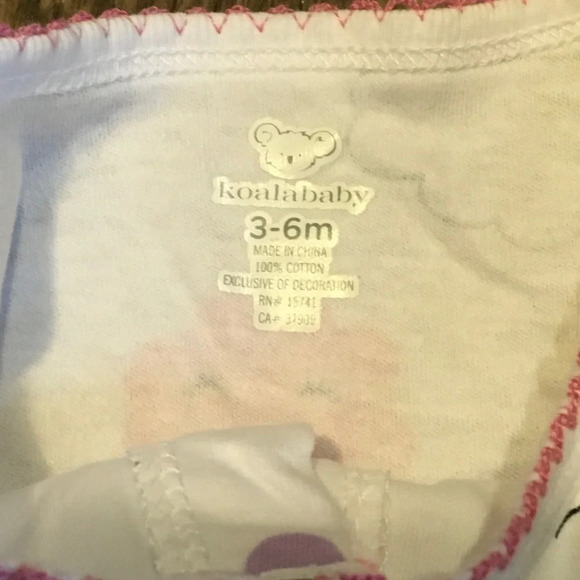 koalababy
3-6m
MADE IN CHINA
100% COTTON
EXCLUSIVE OF DECORATION
RN# 15741
CA# 37909